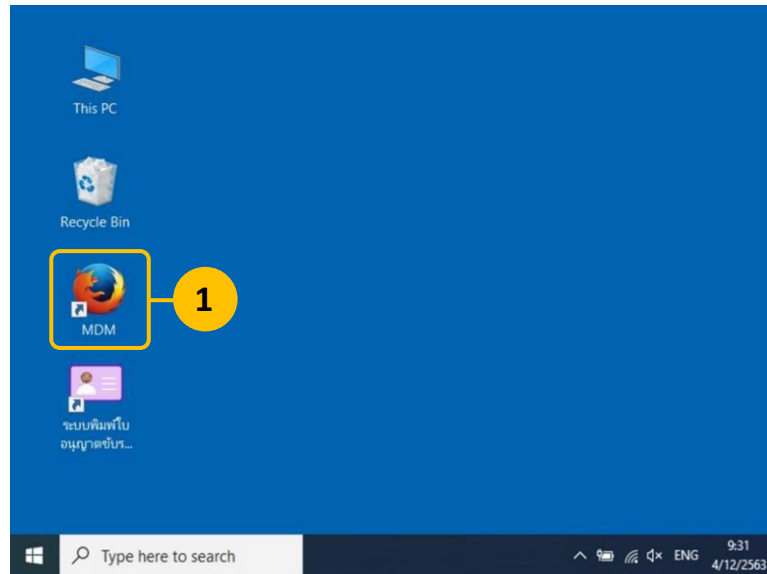 This PC
Recycle Bin
MDM
1
ระบบพิมพ์ใบ
อนุญาตขับร...
Type here to search
ENG
9:31
4/12/2563